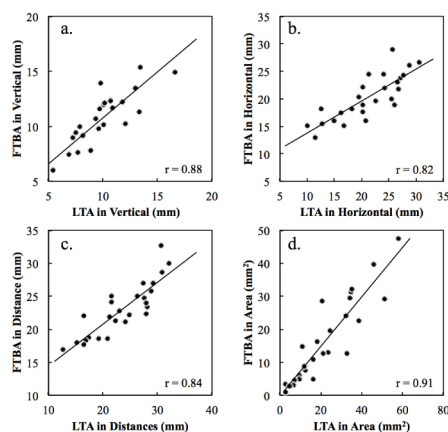 a.
FTBA in Vertical (mm)
20
15
10
5
5
10
15
20
r = 0.88
LTA in Vertical (mm)
b.
FTBA in Horizontal (mm)
35
30
25
20
15
10
5
5
10
15
20
25
30
35
r = 0.82
LTA in Horizontal (mm)
c.
FTBA in Distance (mm)
35
30
25
20
15
10
10
20
30
40
r = 0.84
LTA in Distances (mm)
d.
FTBA in Area (mm²)
50
40
30
20
10
0
0
20
40
60
80
r = 0.91
LTA in Area (mm²)